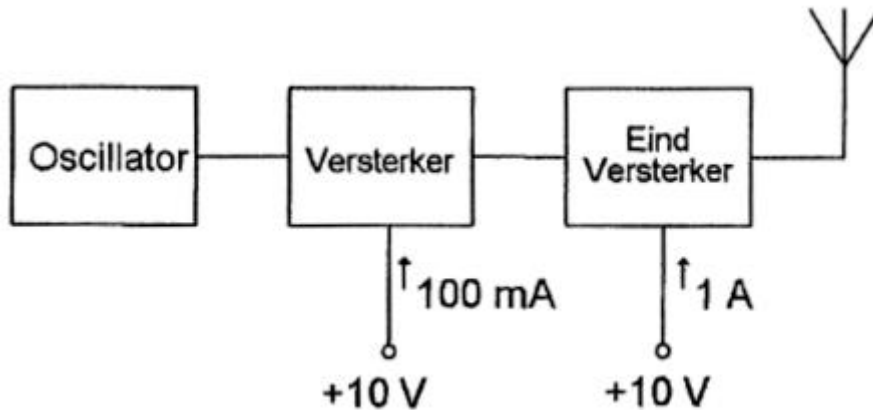 Oscillator
Versterker
Eind
Versterker
100 mA
1 A
+10 V
+10 V